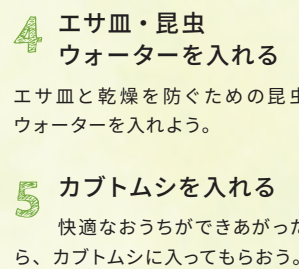 4 エサ皿・昆虫
ウォーターを入れる
エサ皿と乾燥を防ぐための昆虫
ウォーターを入れよう。
5 カブトムシを入れる
快適なおうちができあがった
ら、カブトムシに入ってもらおう。